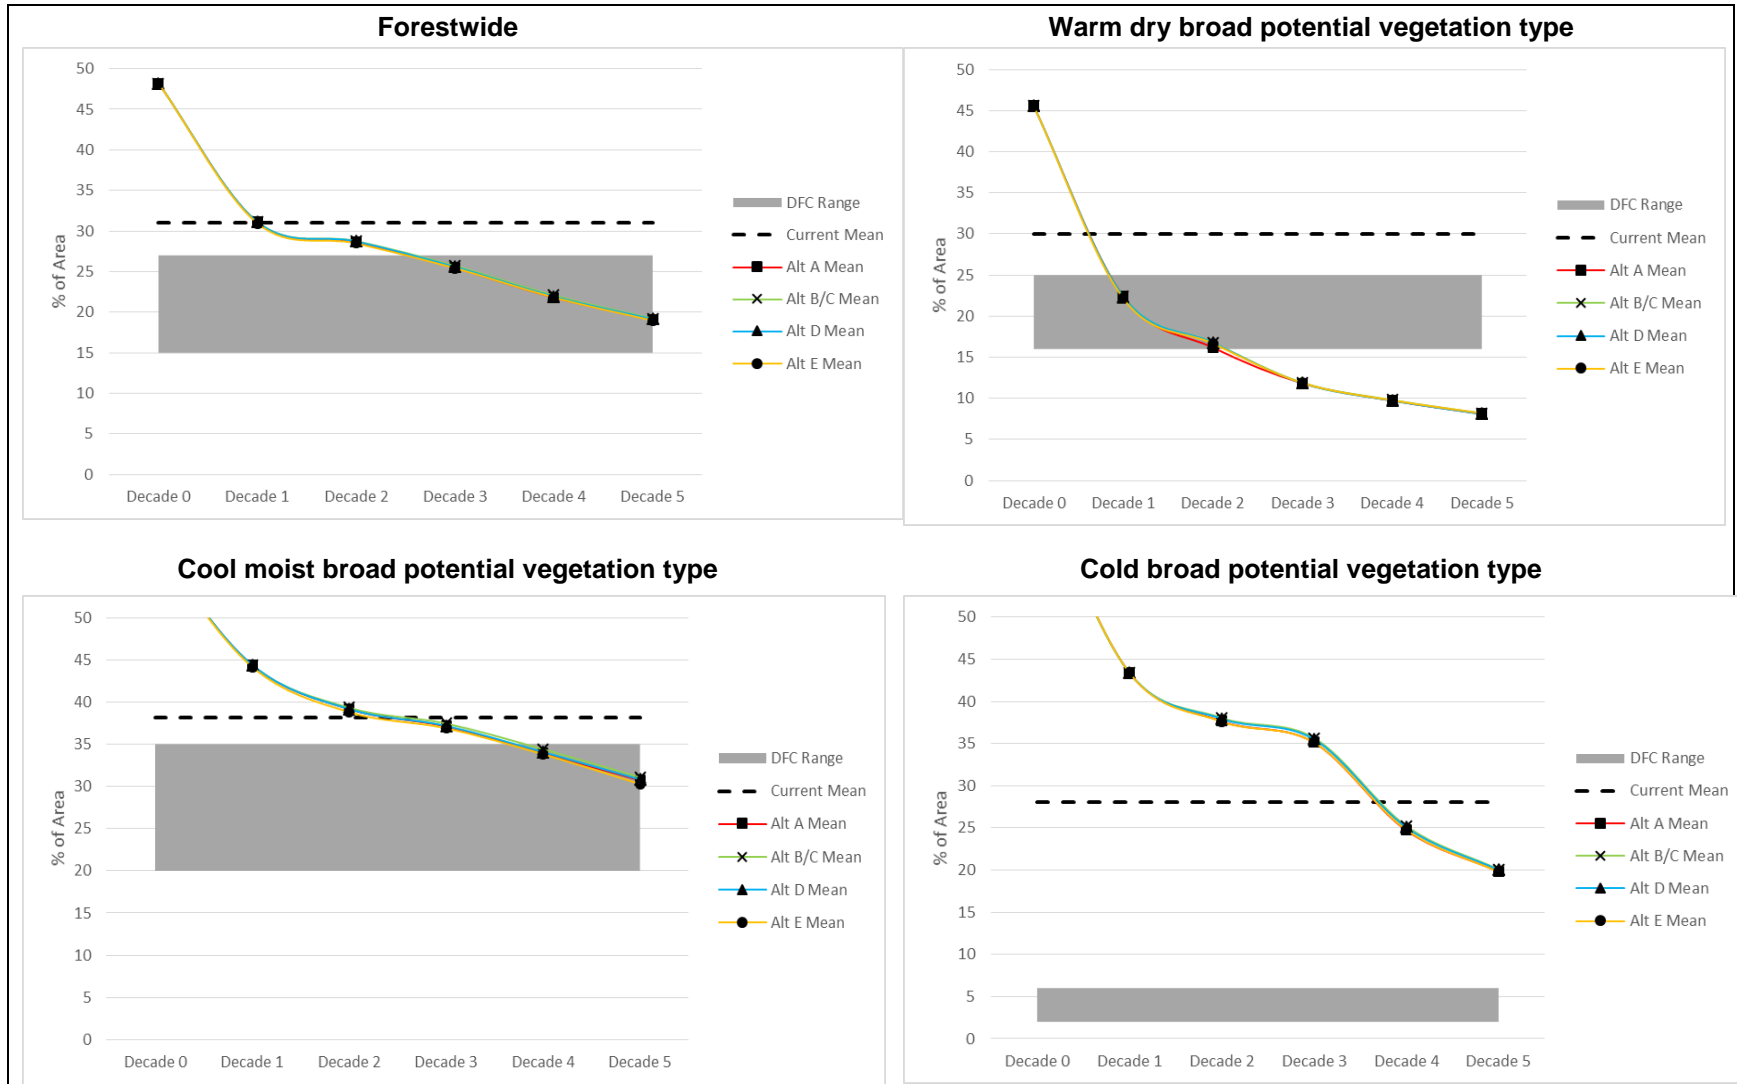 Forestwide
50
45
40
35
30
25
20
15
10
5
0
% of Area
Decade 0 Decade 1 Decade 2 Decade 3 Decade 4 Decade 5
DFC Range
Current Mean
Alt A Mean
Alt B/C Mean
Alt D Mean
Alt E Mean
Warm dry broad potential vegetation type
50
45
40
35
30
25
20
15
10
5
0
% of Area
Decade 0 Decade 1 Decade 2 Decade 3 Decade 4 Decade 5
DFC Range
Current Mean
Alt A Mean
Alt B/C Mean
Alt D Mean
Alt E Mean
Cool moist broad potential vegetation type
50
45
40
35
30
25
20
15
10
5
0
% of Area
Decade 0 Decade 1 Decade 2 Decade 3 Decade 4 Decade 5
DFC Range
Current Mean
Alt A Mean
Alt B/C Mean
Alt D Mean
Alt E Mean
Cold broad potential vegetation type
50
45
40
35
30
25
20
15
10
5
0
% of Area
Decade 0 Decade 1 Decade 2 Decade 3 Decade 4 Decade 5
DFC Range
Current Mean
Alt A Mean
Alt B/C Mean
Alt D Mean
Alt E Mean